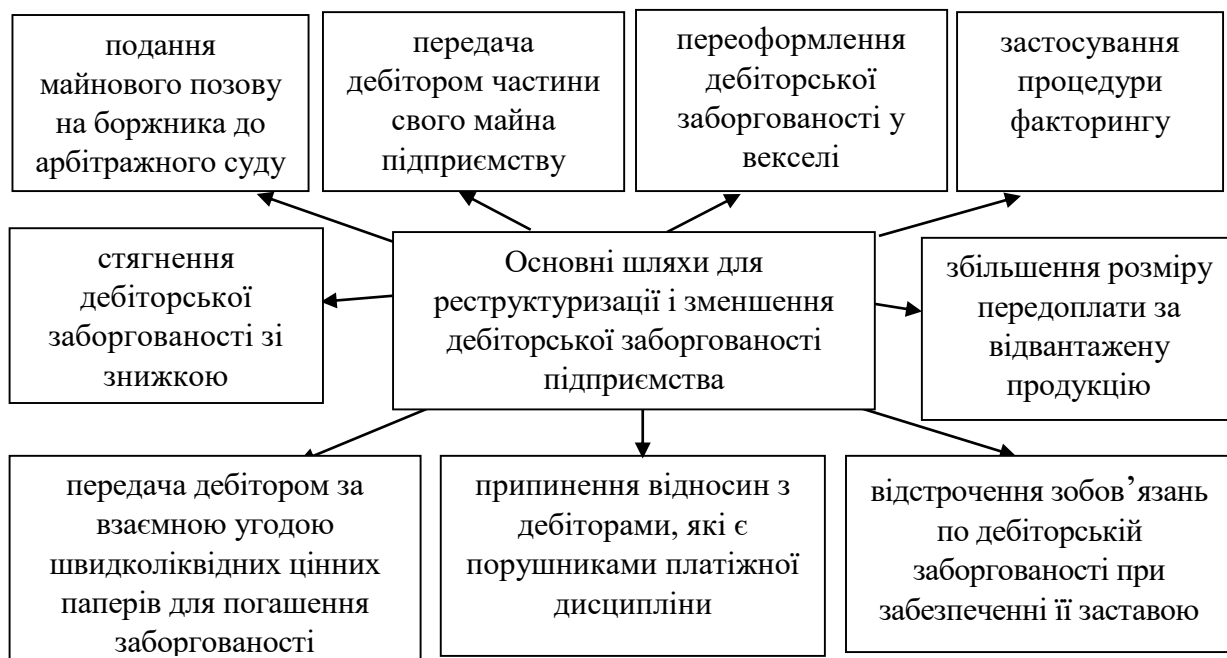 подання
майнового позову
на боржника до
арбітражного суду
передача
дебітором частини
свого майна
підприємству
переоформлення
дебіторської
заборгованості у
векселі
застосування
процедури
факторингу
стягнення
дебіторської
заборгованості зі
знижкою
Основні шляхи для
реструктуризації і зменшення
дебіторської заборгованості
підприємства
збільшення розміру
передоплати за
відвантажену
продукцію
передача дебітором за
взаємною угодою
швидколіквідних цінних
паперів для погашення
заборгованості
припинення відносин з
дебіторами, які є
порушниками платіжної
дисципліни
відстрочення зобов’язань
по дебіторській
заборгованості при
забезпеченні її заставою